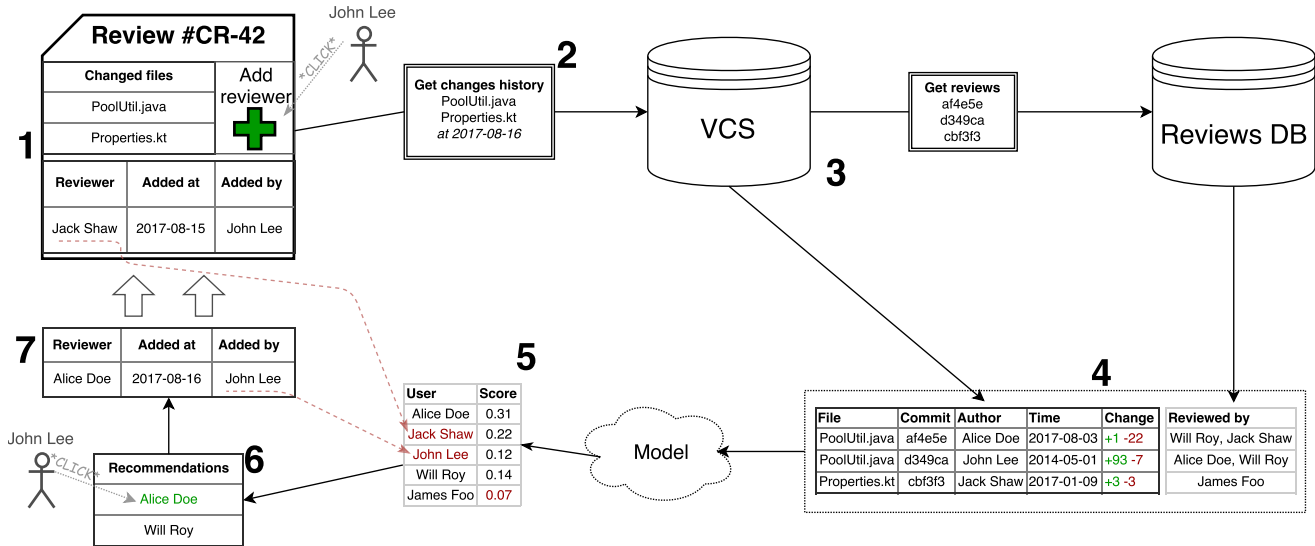 John Lee
Review #CR-42
*CLICK*
Changed files
PoolUtil.java
Properties.kt
Add
reviewer
1
Reviewer Added at Added by
Jack Shaw 2017-08-15 John Lee
2
Get changes history
PoolUtil.java
Properties.kt
at 2017-08-16
VCS
3
Get reviews
af4e5e
d349ca
cbf3f3
Reviews DB
4
File Commit Author Time Change Reviewed by
PoolUtil.java af4e5e Alice Doe 2017-08-03 +1 -22 Will Roy, Jack Shaw
PoolUtil.java d349ca John Lee 2014-05-01 +93 -7 Alice Doe, Will Roy
Properties.kt cbf3f3 Jack Shaw 2017-01-09 +3 -3 James Foo
Model
5
User Score
Alice Doe 0.31
Jack Shaw 0.22
John Lee 0.12
Will Roy 0.14
James Foo 0.07
6
John Lee
*CLICK*
Recommendations
Alice Doe
Will Roy
7
Reviewer Added at Added by
Alice Doe 2017-08-16 John Lee